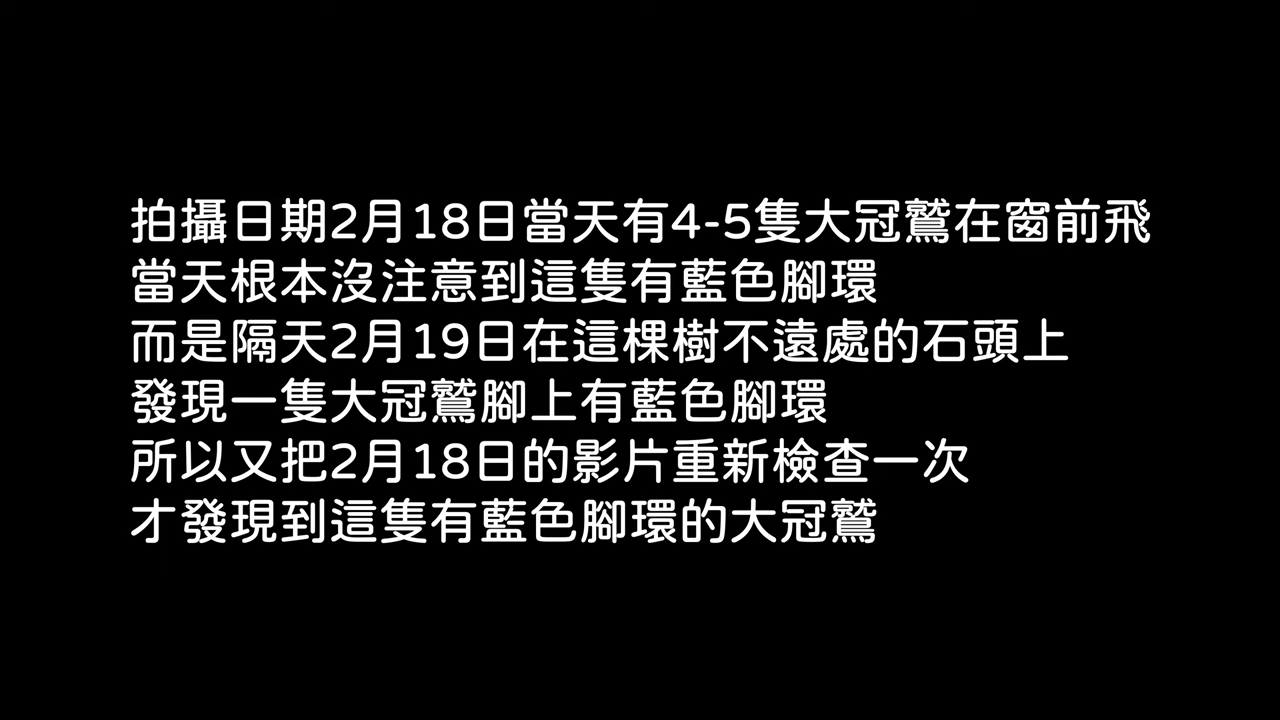 拍攝日期2月18日當天有4-5隻大冠鷲在窗前飛
當天根本沒注意到這隻有藍色腳環
而是隔天2月19日在這棵樹不遠處的石頭上
發現一隻大冠鷲腳上有藍色腳環
所以又把2月18日的影片重新檢查一次
才發現到這隻有藍色腳環的大冠鷲